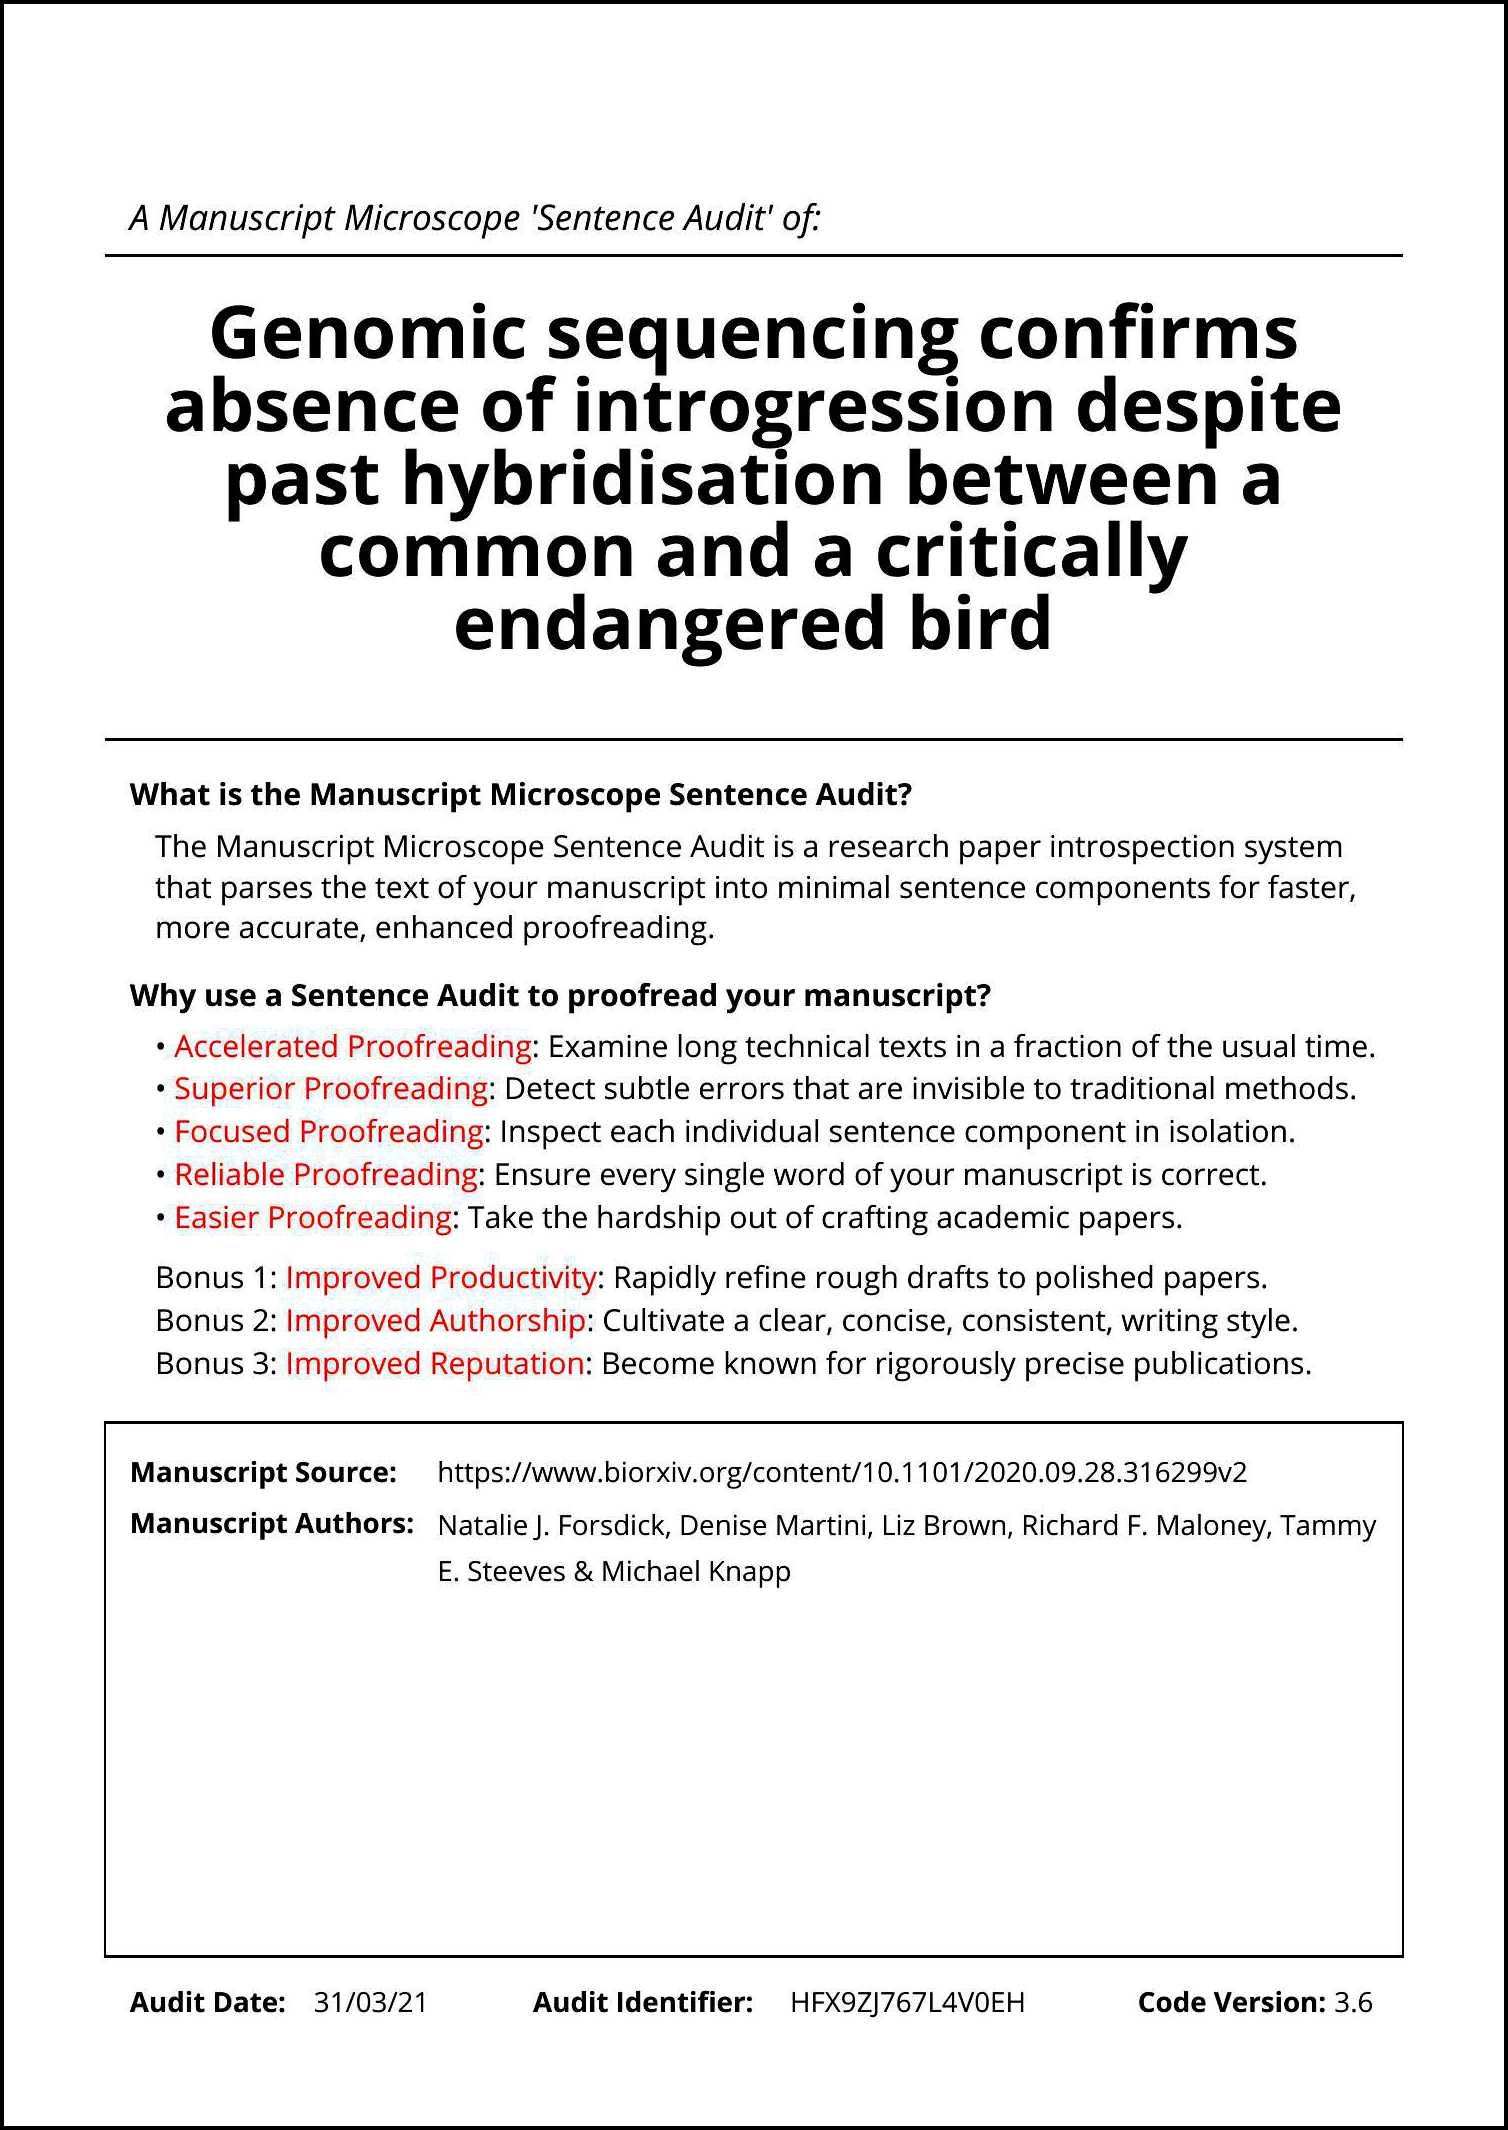 A Manuscript Microscope 'Sentence Audit' of:
Genomic sequencing confirms
absence of introgression despite
past hybridisation between a
common and a critically
endangered bird
What is the Manuscript Microscope Sentence Audit?
The Manuscript Microscope Sentence Audit is a research paper introspection system
that parses the text of your manuscript into minimal sentence components for faster,
more accurate, enhanced proofreading.
Why use a Sentence Audit to proofread your manuscript?
• Accelerated Proofreading: Examine long technical texts in a fraction of the usual time.
• Superior Proofreading: Detect subtle errors that are invisible to traditional methods.
• Focused Proofreading: Inspect each individual sentence component in isolation.
• Reliable Proofreading: Ensure every single word of your manuscript is correct.
• Easier Proofreading: Take the hardship out of crafting academic papers.
Bonus 1: Improved Productivity: Rapidly refine rough drafts to polished papers.
Bonus 2: Improved Authorship: Cultivate a clear, concise, consistent, writing style.
Bonus 3: Improved Reputation: Become known for rigorously precise publications.
Manuscript Source: https://www.biorxiv.org/content/10.1101/2020.09.28.316299v2
Manuscript Authors: Natalie J. Forsdick, Denise Martini, Liz Brown, Richard F. Maloney, Tammy
E. Steeves & Michael Knapp
Audit Date: 31/03/21 Audit Identifier: HFX9ZJ767L4V0EH Code Version: 3.6